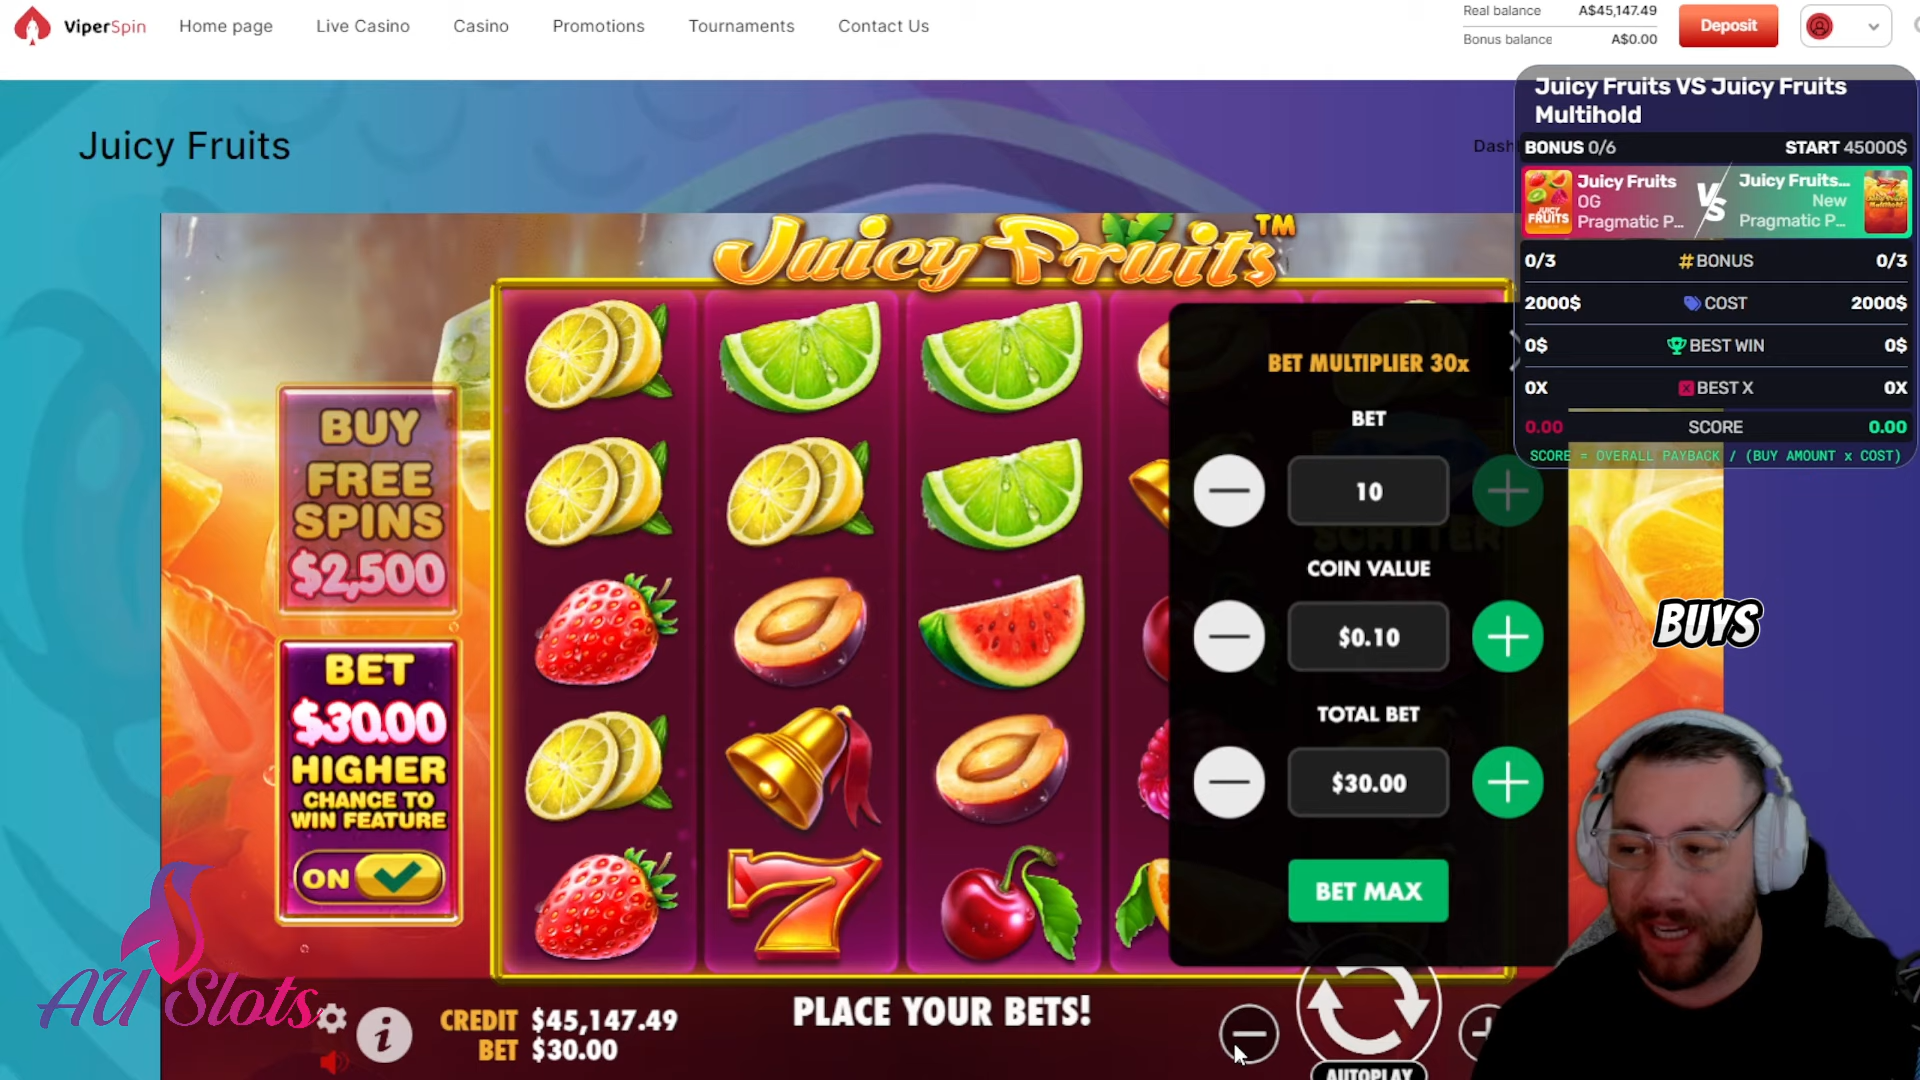 ViperSpin
Home page
Live Casino
Casino
Promotions
Tournaments
Contact Us
Real balance A$45,147.49
Bonus balance A$0.00
Deposit
Juicy Fruits
Dash
Juicy Fruits VS Juicy Fruits
Multihold
BONUS 0/6 START 45000$
JUICY
FRUITS
Juicy Fruits
OG
Pragmatic P...
VS
Juicy Fruits...
New
Pragmatic P...
0/3 # BONUS 0/3
2000$ COST 2000$
0$ BEST WIN 0$
0X BEST X 0X
0.00 SCORE 0.00
SCORE = OVERALL PAYBACK / (BUY AMOUNT x COST)
Juicy Fruits™
BUY
FREE
SPINS
$2,500
BET
$30.00
HIGHER
CHANCE TO
WIN FEATURE
ON
BET MULTIPLIER 30x
BET
10
SCATTER
COIN VALUE
$0.10
TOTAL BET
$30.00
BET MAX
BUYS
AU Slots
CREDIT $45,147.49
BET $30.00
PLACE YOUR BETS!
AUTOPLAY